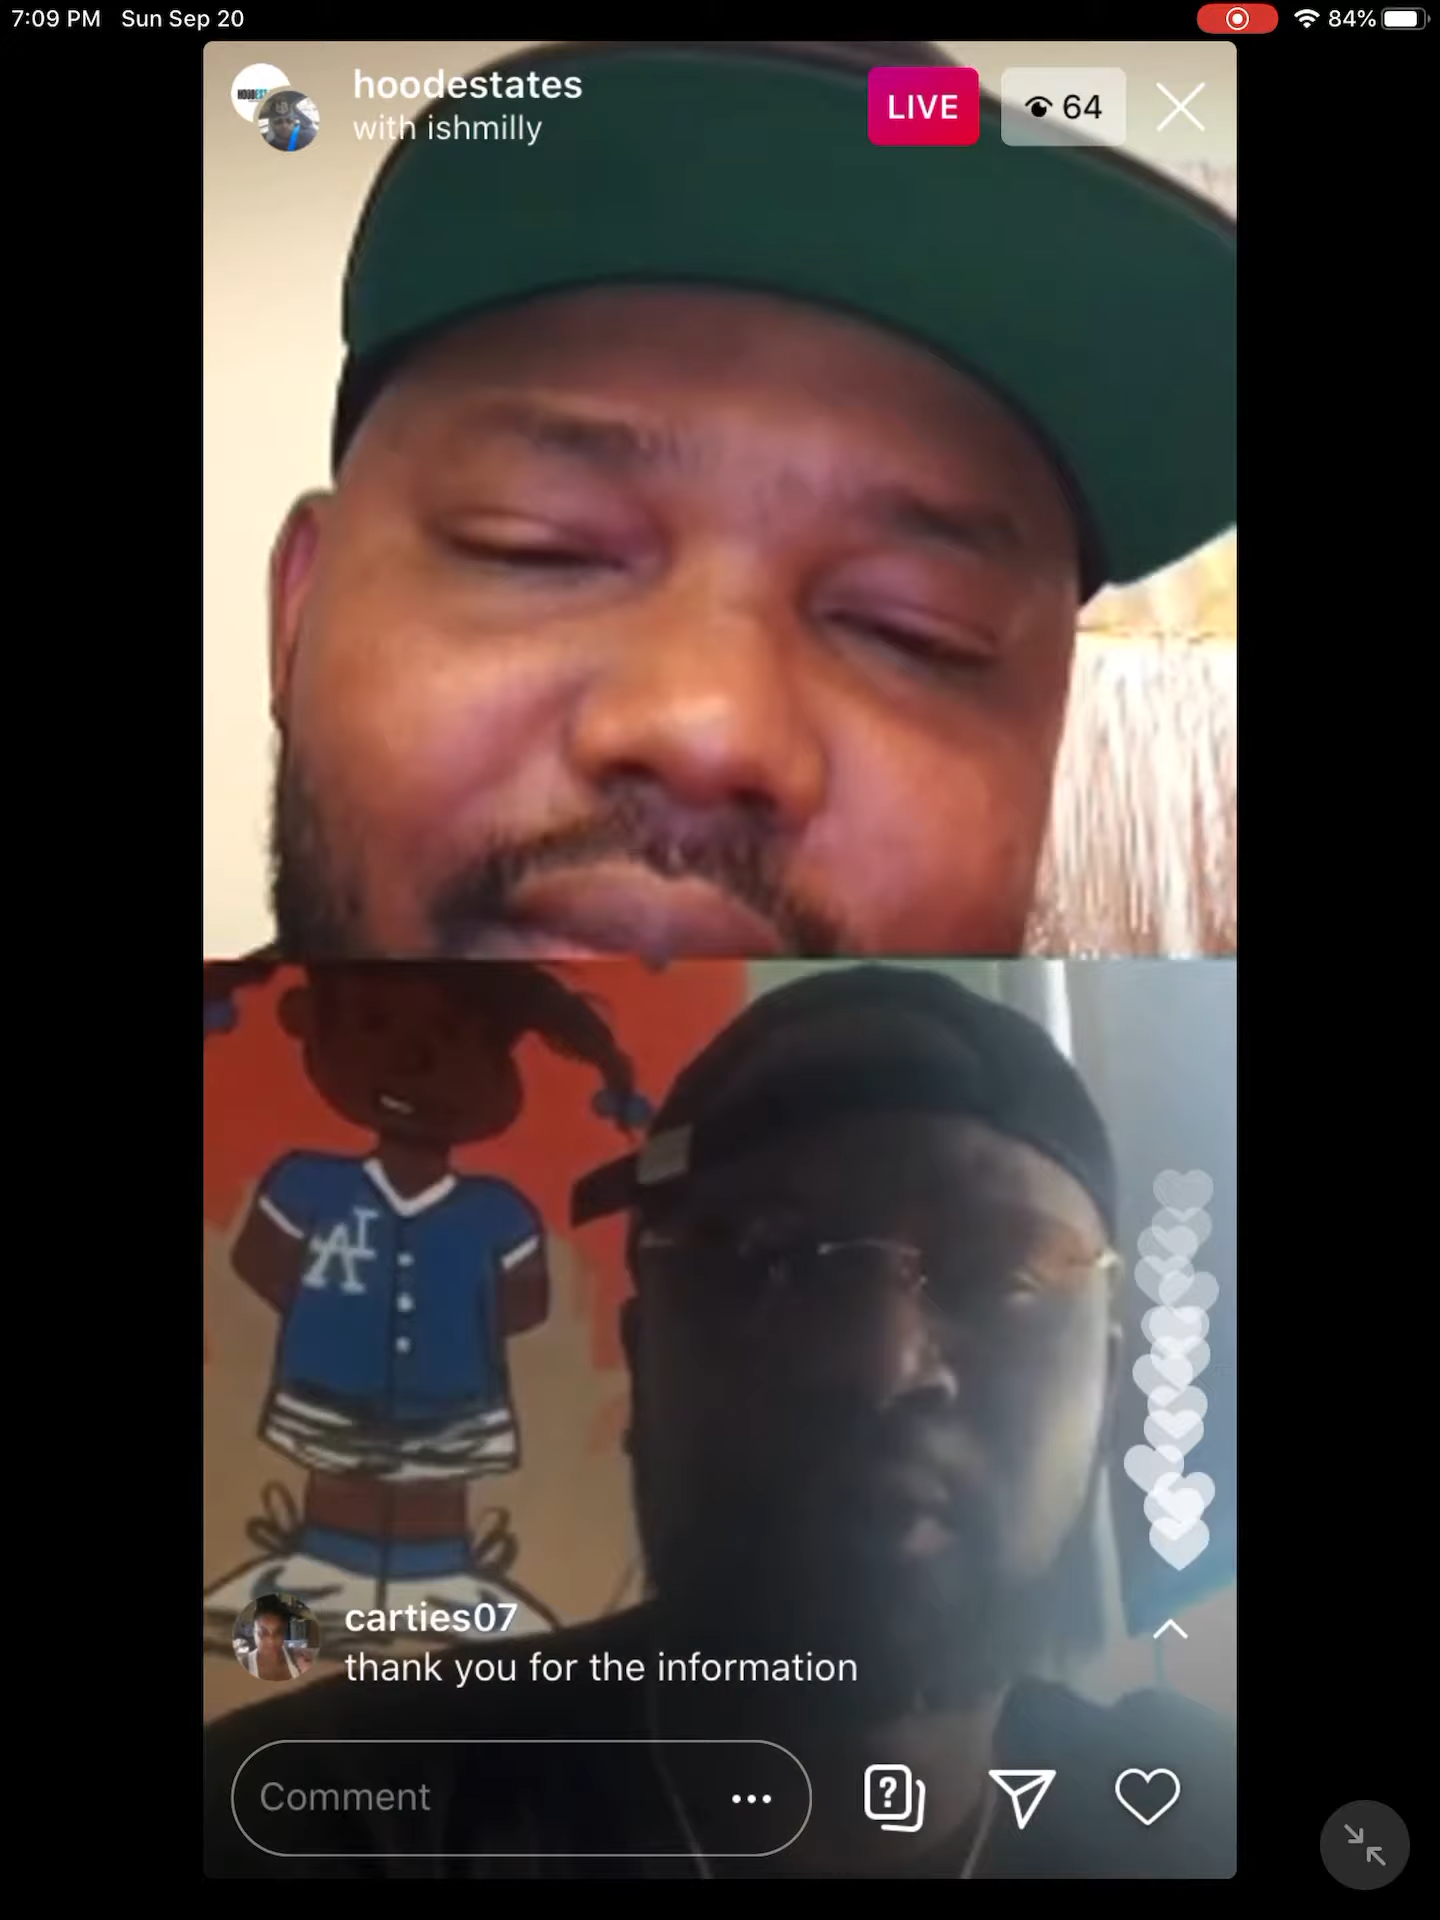 7:09 PM Sun Sep 20
84%
hoodestates
with ishmilly
LIVE
64
carties07
thank you for the information
Comment